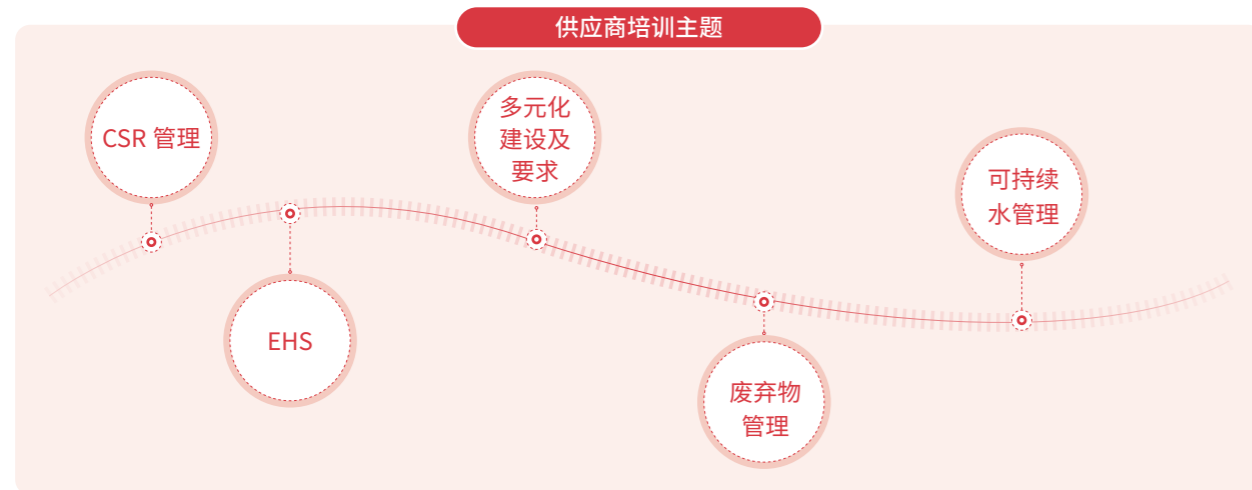 供应商培训主题
CSR 管理
EHS
多元化
建设及
要求
废弃物
管理
可持续
水管理